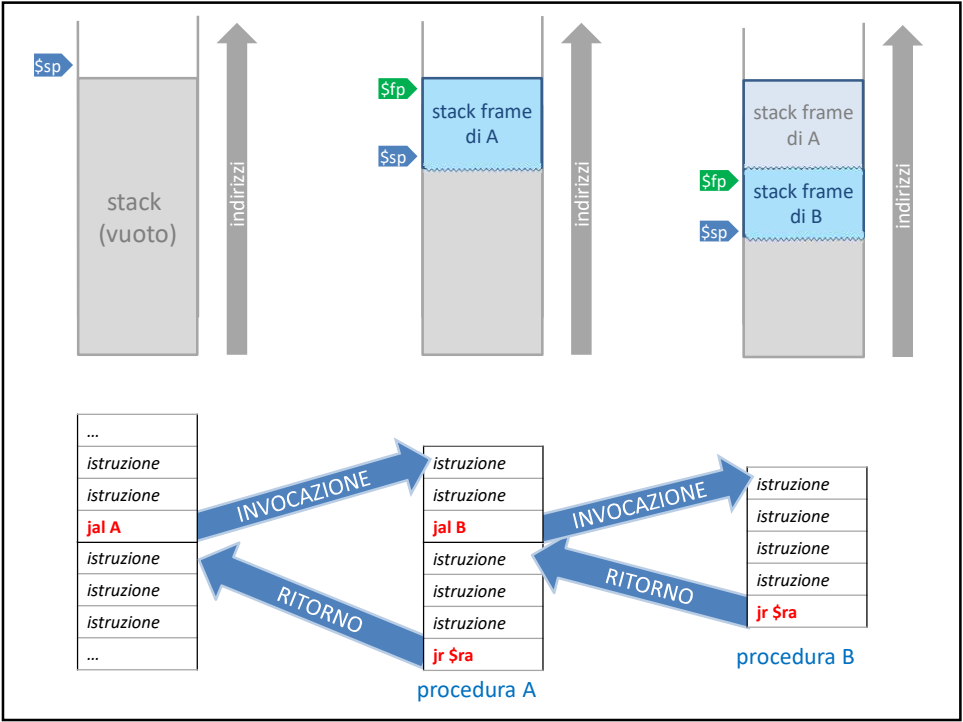 $sp
stack
(vuoto)
indirizzi
$fp
stack frame
di A
$sp
indirizzi
stack frame
di A
$fp
stack frame
di B
$sp
indirizzi
...
istruzione
istruzione
jal A
istruzione
istruzione
istruzione
...
INVOCAZIONE
RITORNO
istruzione
istruzione
jal B
istruzione
istruzione
istruzione
jr $ra
procedura A
INVOCAZIONE
RITORNO
istruzione
istruzione
istruzione
istruzione
jr $ra
procedura B